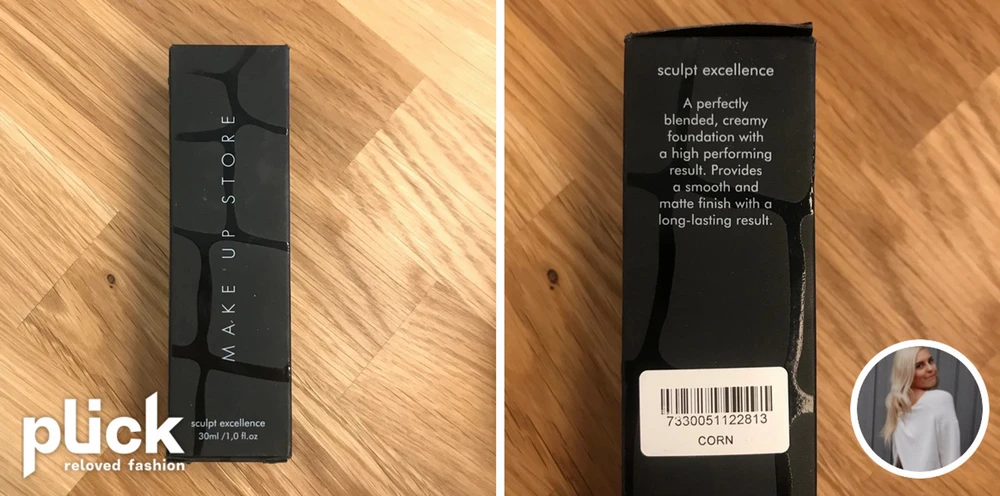 MAKE UP STORE
sculpt excellence
30ml /1,0 fl.oz
plick
reloved fashion
sculpt excellence
A perfectly
blended, creamy
foundation with
a high performing
result. Provides
a smooth and
matte finish with a
long-lasting result.
7330051122813
CORN